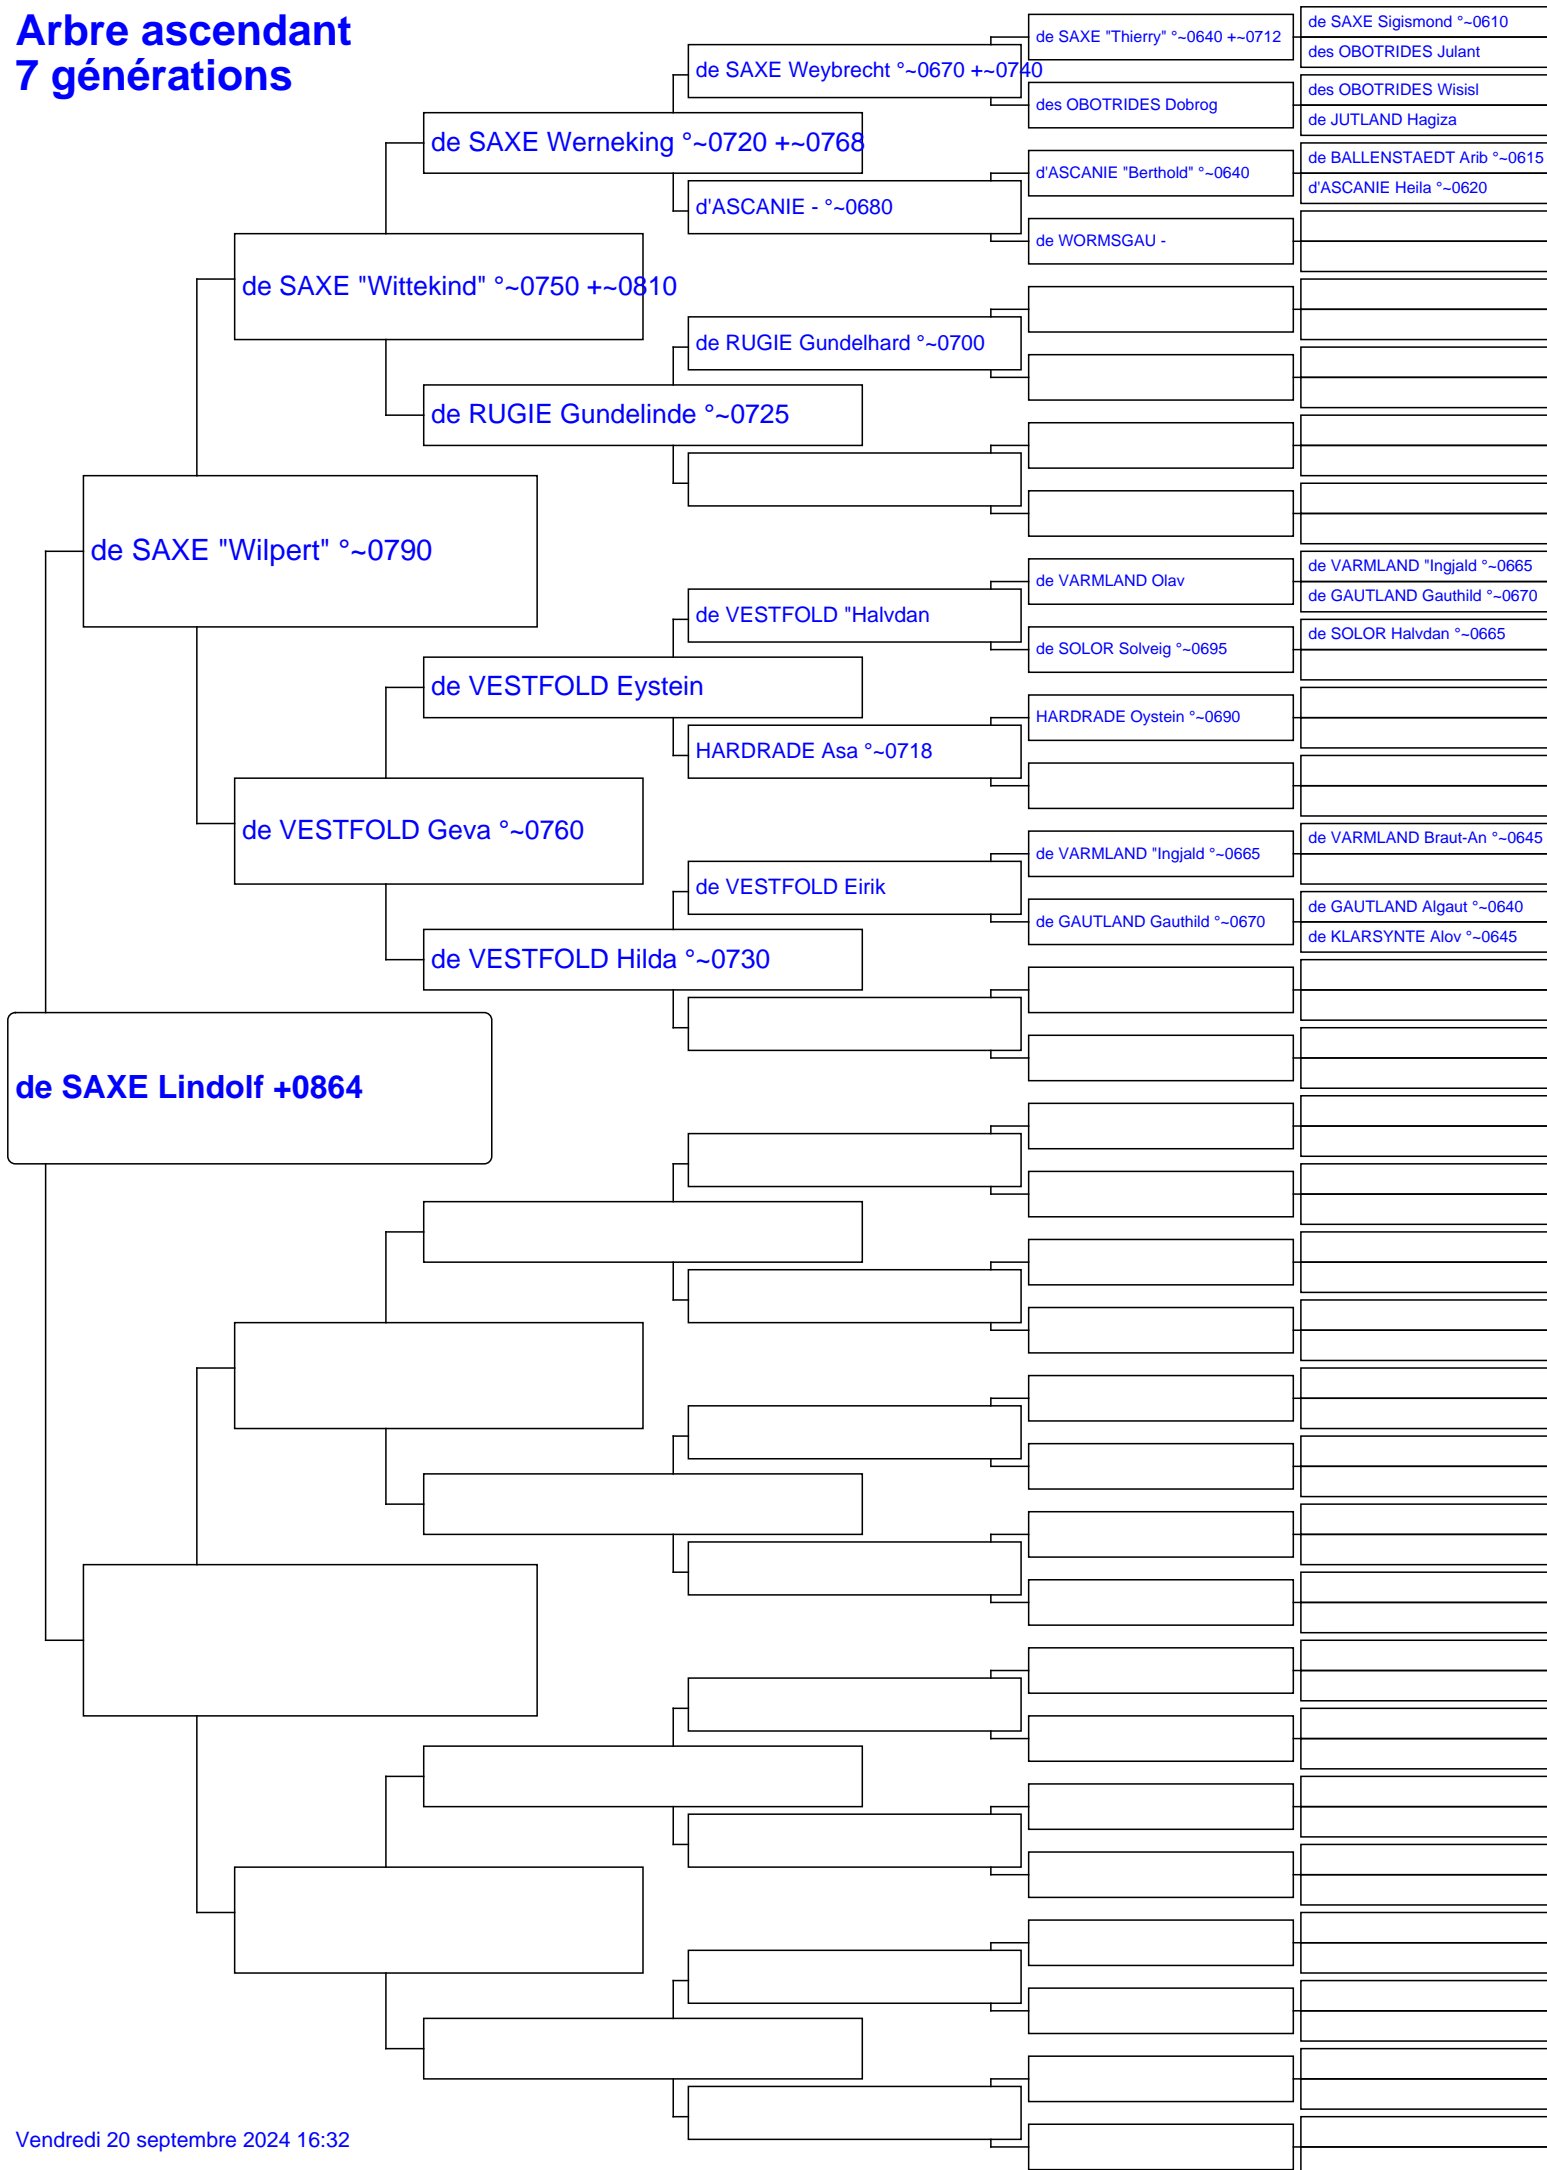 Arbre ascendant
7 générations
de SAXE Lindolf +0864
de SAXE "Wilpert" °~0790
de SAXE "Wittekind" °~0750 +~0810
de VESTFOLD Geva °~0760
de SAXE Werneking °~0720 +~0768
de RUGIE Gundelinde °~0725
de VESTFOLD Eystein
de VESTFOLD Hilda °~0730
de SAXE Weybrecht °~0670 +~0740
d'ASCANIE - °~0680
de RUGIE Gundelhard °~0700
de VESTFOLD "Halvdan
HARDRADE Asa °~0718
de VESTFOLD Eirik
de SAXE "Thierry" °~0640 +~0712
des OBOTRIDES Dobrog
d'ASCANIE "Berthold" °~0640
de WORMSGAU -
de VARMLAND Olav
de SOLOR Solveig °~0695
HARDRADE Oystein °~0690
de VARMLAND "Ingjald °~0665
de GAUTLAND Gauthild °~0670
de SAXE Sigismond °~0610
des OBOTRIDES Julant
des OBOTRIDES Wisisl
de JUTLAND Hagiza
de BALLENSTAEDT Arib °~0615
d'ASCANIE Heila °~0620
de VARMLAND "Ingjald °~0665
de GAUTLAND Gauthild °~0670
de SOLOR Halvdan °~0665
de VARMLAND Braut-An °~0645
de GAUTLAND Algaut °~0640
de KLARSYNTE Alov °~0645
Vendredi 20 septembre 2024 16:32